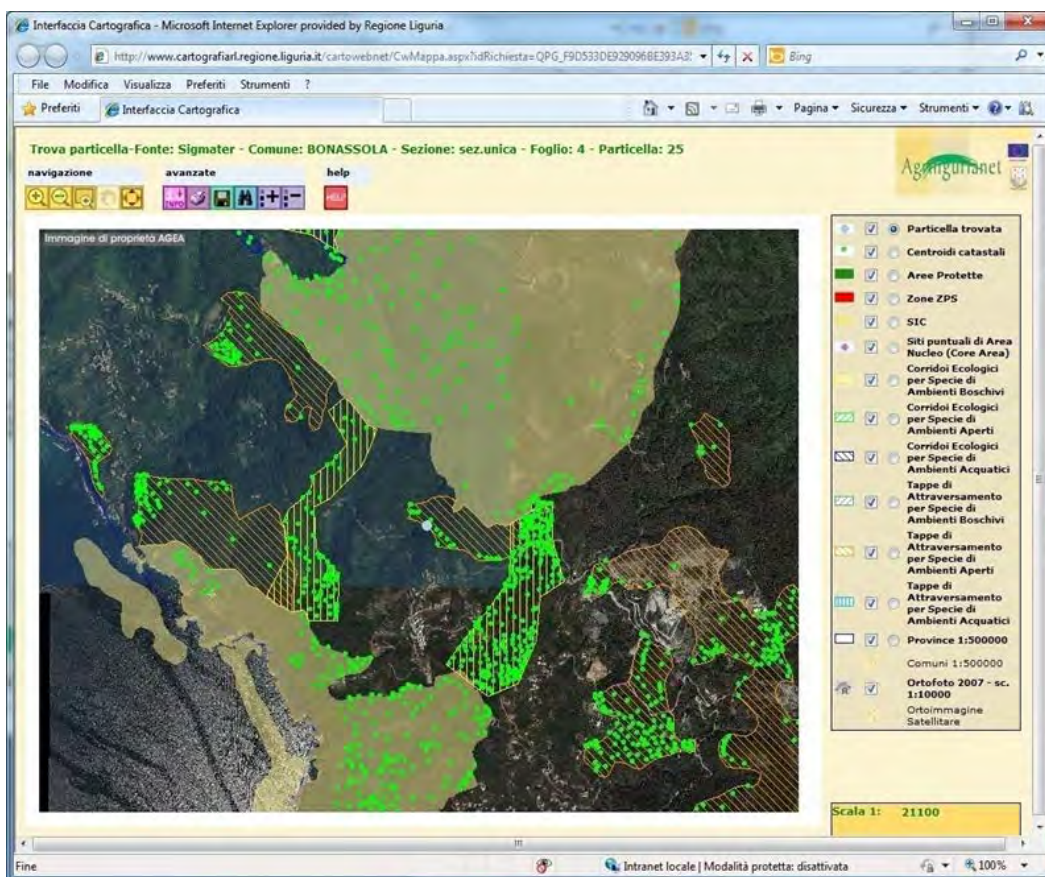 Interfaccia Cartografica - Microsoft Internet Explorer provided by Regione Liguria
http://www.cartografiarl.regione.liguria.it/cartowebnet/CwMappa.aspx?idRichiesta=QPG_F9D533DE929096BE393A3
Bing
File Modifica Visualizza Preferiti Strumenti ?
Preferiti Interfaccia Cartografica Pagina Sicurezza Strumenti
Trova particella-Fonte: Sigmater - Comune: BONASSOLA - Sezione: sez.unica - Foglio: 4 - Particella: 25
navigazione avanzate help
INFO HELP
Immagine di proprietà AGEA
Particella trovata
Centroidi catastali
Aree Protette
Zone ZPS
SIC
Siti puntuali di Area
Nucleo (Core Area)
Corridoi Ecologici
per Specie di
Ambienti Boschivi
Corridoi Ecologici
per Specie di
Ambienti Aperti
Corridoi Ecologici
per Specie di
Ambienti Acquatici
Tappe di
Attraversamento
per Specie di
Ambienti Boschivi
Tappe di
Attraversamento
per Specie di
Ambienti Aperti
Tappe di
Attraversamento
per Specie di
Ambienti Acquatici
Province 1:500000
Comuni 1:500000
Ortofoto 2007 - sc.
1:10000
Ortoimmagine
Satellitare
Scala 1: 21100
Fine
Intranet locale | Modalità protetta: disattivata
100%